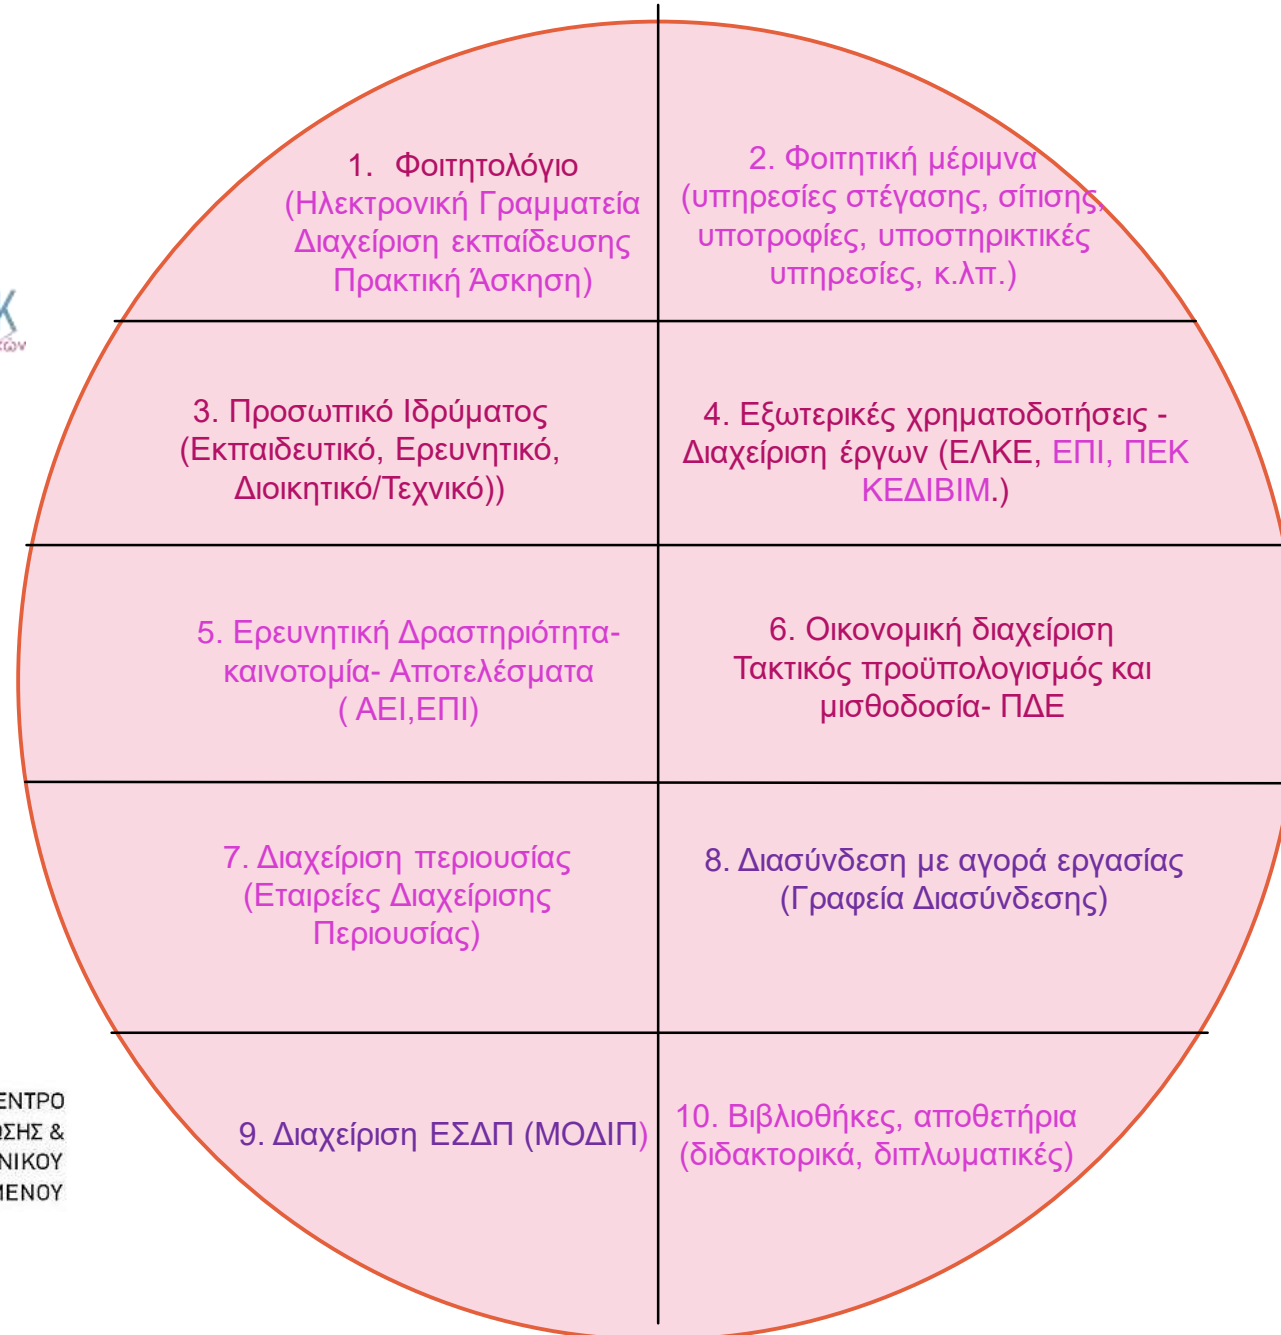 1. Φοιτητολόγιο
(Ηλεκτρονική Γραμματεία
Διαχείριση εκπαίδευσης
Πρακτική Άσκηση)
2. Φοιτητική μέριμνα
(υπηρεσίες στέγασης, σίτισης,
υποτροφίες, υποστηρικτικές
υπηρεσίες, κ.λπ.)
3. Προσωπικό Ιδρύματος
(Εκπαιδευτικό, Ερευνητικό,
Διοικητικό/Τεχνικό))
4. Εξωτερικές χρηματοδοτήσεις -
Διαχείριση έργων (ΕΛΚΕ, ΕΠΙ, ΠΕΚ
ΚΕΔΙΒΙΜ.)
5. Ερευνητική Δραστηριότητα-
καινοτομία- Αποτελέσματα
( ΑΕΙ,ΕΠΙ)
6. Οικονομική διαχείριση
Τακτικός προϋπολογισμός και
μισθοδοσία- ΠΔΕ
7. Διαχείριση περιουσίας
(Εταιρείες Διαχείρισης
Περιουσίας)
8. Διασύνδεση με αγορά εργασίας
(Γραφεία Διασύνδεσης)
9. Διαχείριση ΕΣΔΠ (ΜΟΔΙΠ)
10. Βιβλιοθήκες, αποθετήρια
(διδακτορικά, διπλωματικές)
&